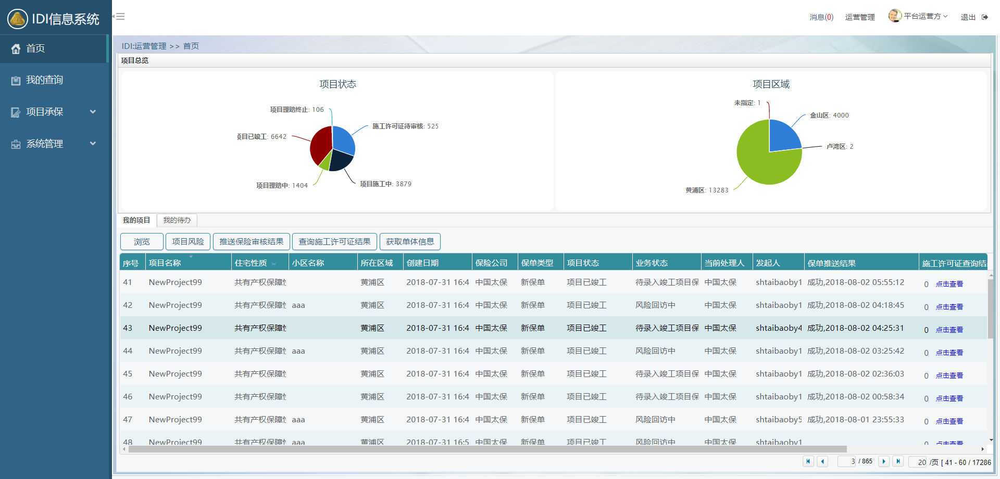 IDI信息系统
消息(0) 运营管理 平台运营方 退出
首页
我的查询
项目承保
系统管理
IDI:运营管理 >> 首页
项目总览
项目状态
项目理赔终止: 106
施工许可证待审核: 525
项目已竣工: 6642
项目理赔中: 1404
项目施工中: 3879
项目区域
未指定: 1
金山区: 4000
卢湾区: 2
黄浦区: 13283
我的项目 我的待办
浏览 项目风险 推送保险审核结果 查询施工许可证结果 获取单体信息
序号 项目名称 住宅性质 小区名称 所在区域 创建日期 保险公司 保单类型 项目状态 业务状态 当前处理人 发起人 保单推送结果 施工许可证查询结
41 NewProject99 共有产权保障 黄浦区 2018-07-31 16:4 中国太保 新保单 项目已竣工 待录入竣工项目保 中国太保 shtaibaoby1 成功,2018-08-02 05:55:12 0 点击查看
42 NewProject99 共有产权保障 aaa 黄浦区 2018-07-31 16:4 中国太保 新保单 项目已竣工 风险回访中 中国太保 shtaibaoby1 成功,2018-08-02 04:18:45 0 点击查看
43 NewProject99 共有产权保障 黄浦区 2018-07-31 16:4 中国太保 新保单 项目已竣工 待录入竣工项目保 中国太保 shtaibaoby4 成功,2018-08-02 04:25:31 0 点击查看
44 NewProject99 共有产权保障 aaa 黄浦区 2018-07-31 16:4 中国太保 新保单 项目已竣工 风险回访中 中国太保 shtaibaoby1 成功,2018-08-02 03:25:42 0 点击查看
45 NewProject99 共有产权保障 黄浦区 2018-07-31 16:4 中国太保 新保单 项目已竣工 待录入竣工项目保 中国太保 shtaibaoby1 成功,2018-08-02 02:36:03 0 点击查看
46 NewProject99 共有产权保障 黄浦区 2018-07-31 16:4 中国太保 新保单 项目已竣工 待录入竣工项目保 中国太保 shtaibaoby1 成功,2018-08-02 00:58:34 0 点击查看
47 NewProject99 共有产权保障 aaa 黄浦区 2018-07-31 16:4 中国太保 新保单 项目已竣工 风险回访中 中国太保 shtaibaoby5 成功,2018-08-01 23:55:33 0 点击查看
48 NewProject99 共有产权保障 aaa 黄浦区 2018-07-31 16:5 中国太保 新保单 项目已竣工 风险回访中 中国太保 shtaibaoby1 0 点击查看
3 / 865 20 /页 [ 41 - 60 / 17286